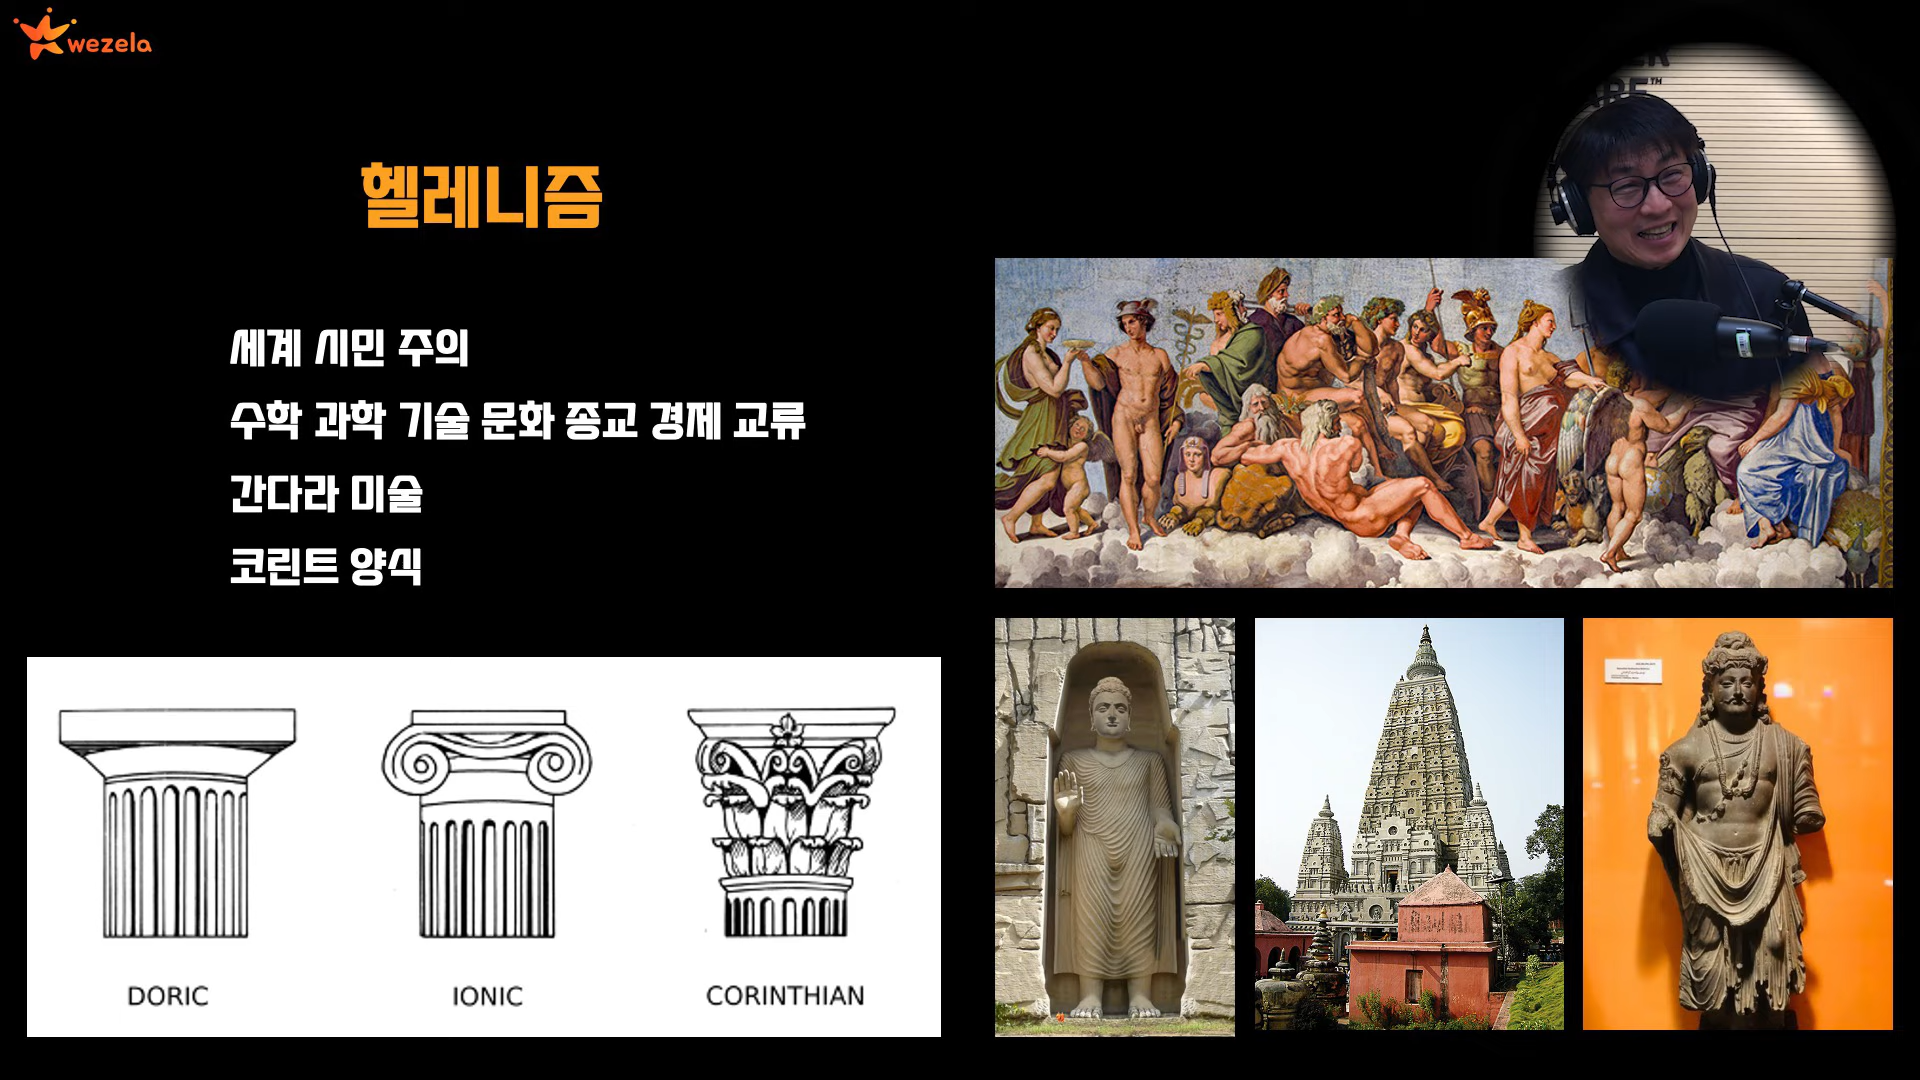 wezela
헬레니즘
세계 시민 주의
수학 과학 기술 문화 종교 경제 교류
간다라 미술
코린트 양식
DORIC
IONIC
CORINTHIAN